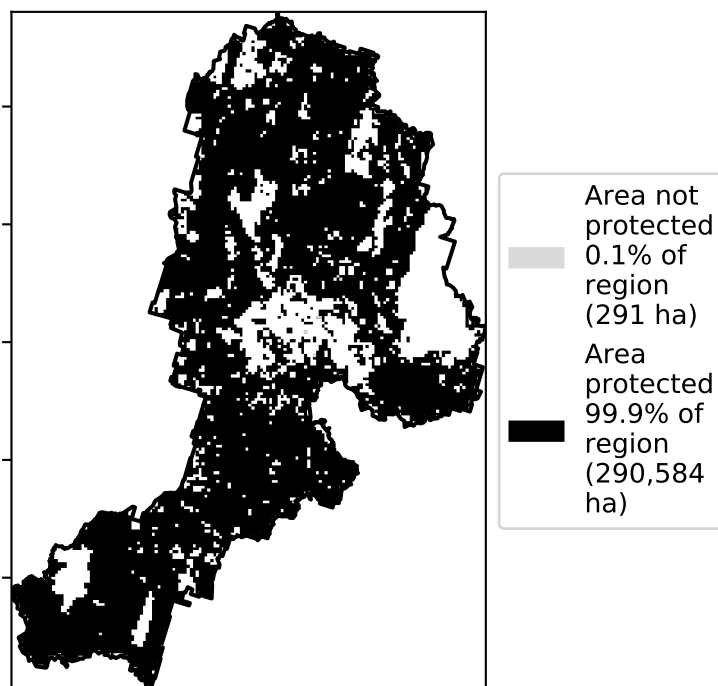 Area not
protected
0.1% of
region
(291 ha)
Area
protected
99.9% of
region
(290,584
ha)